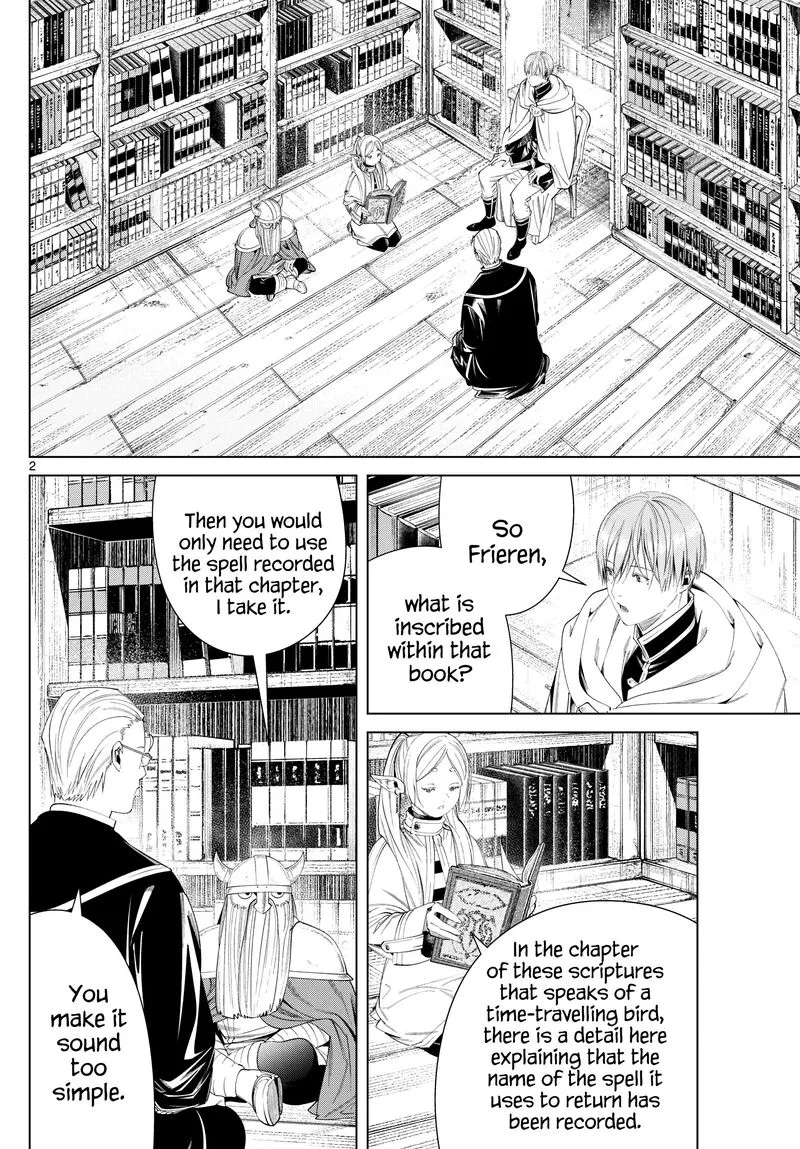 2
So
Frieren,
what is
inscribed
within that
book?
In the chapter
of these scriptures
that speaks of a
time-travelling bird,
there is a detail here
explaining that the
name of the spell it
uses to return has
been recorded.
Then you would
only need to use
the spell recorded
in that chapter,
I take it.
You
make it
sound
too
simple.